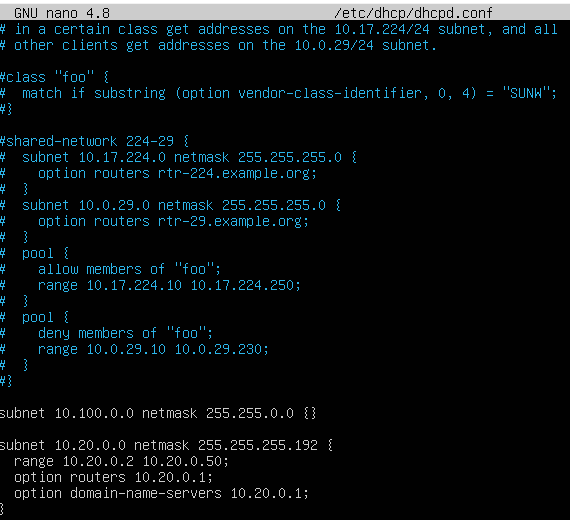 GNU nano 4.8 /etc/dhcp/dhcpd.conf
# in a certain class get addresses on the 10.17.224/24 subnet, and all
# other clients get addresses on the 10.0.29/24 subnet.

#class "foo" {
#  match if substring (option vendor-class-identifier, 0, 4) = "SUNW";
#}

#shared-network 224-29 {
#  subnet 10.17.224.0 netmask 255.255.255.0 {
#    option routers rtr-224.example.org;
#  }
#  subnet 10.0.29.0 netmask 255.255.255.0 {
#    option routers rtr-29.example.org;
#  }
#  pool {
#    allow members of "foo";
#    range 10.17.224.10 10.17.224.250;
#  }
#  pool {
#    deny members of "foo";
#    range 10.0.29.10 10.0.29.230;
#  }
#}

subnet 10.100.0.0 netmask 255.255.0.0 {}

subnet 10.20.0.0 netmask 255.255.255.192 {
  range 10.20.0.2 10.20.0.50;
  option routers 10.20.0.1;
  option domain-name-servers 10.20.0.1;
}